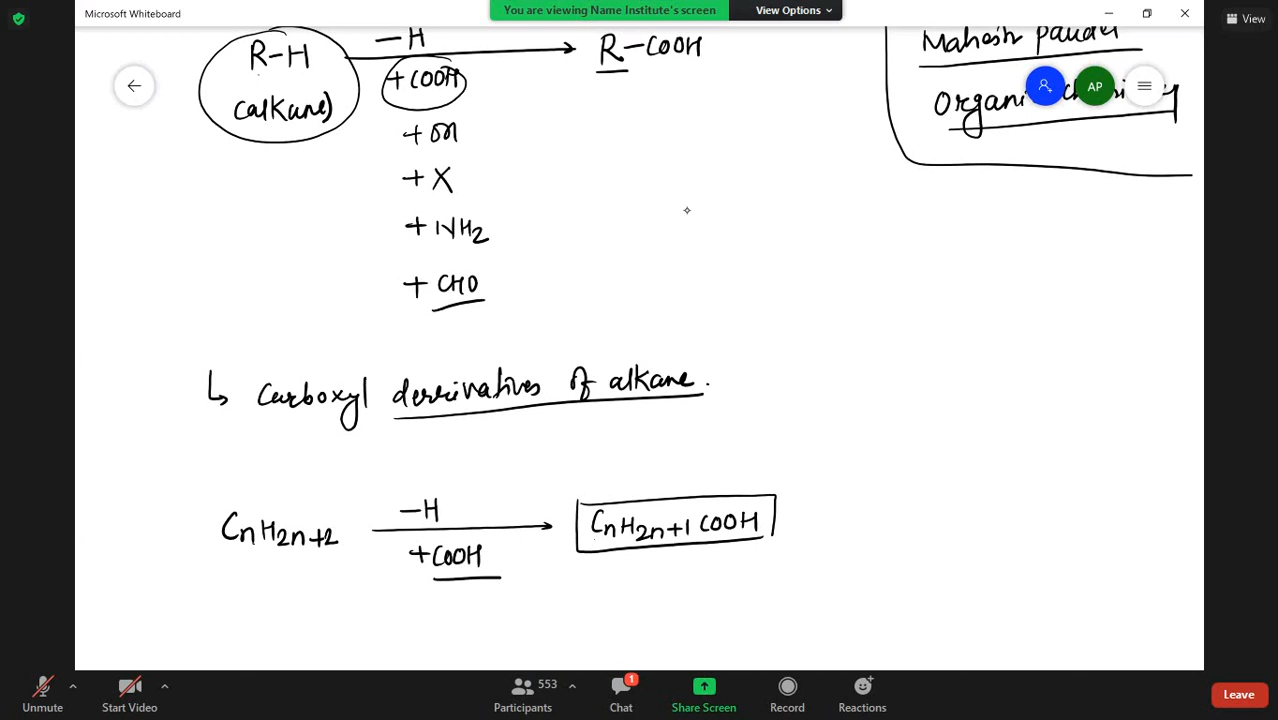 Microsoft Whiteboard
You are viewing Name Institute's screen
View Options
View
R-H
(alkane)
-H
+ COOH
R-COOH
+ OH
+ X
+ NH2
+ CHO
Mahesh
Organi
AP
↳ Carboxyl derrivatives of alkane.
CnH2n+2
-H
+COOH
CnH2n+1 COOH
Unmute
Start Video
553
Participants
1
Chat
Share Screen
Record
Reactions
Leave